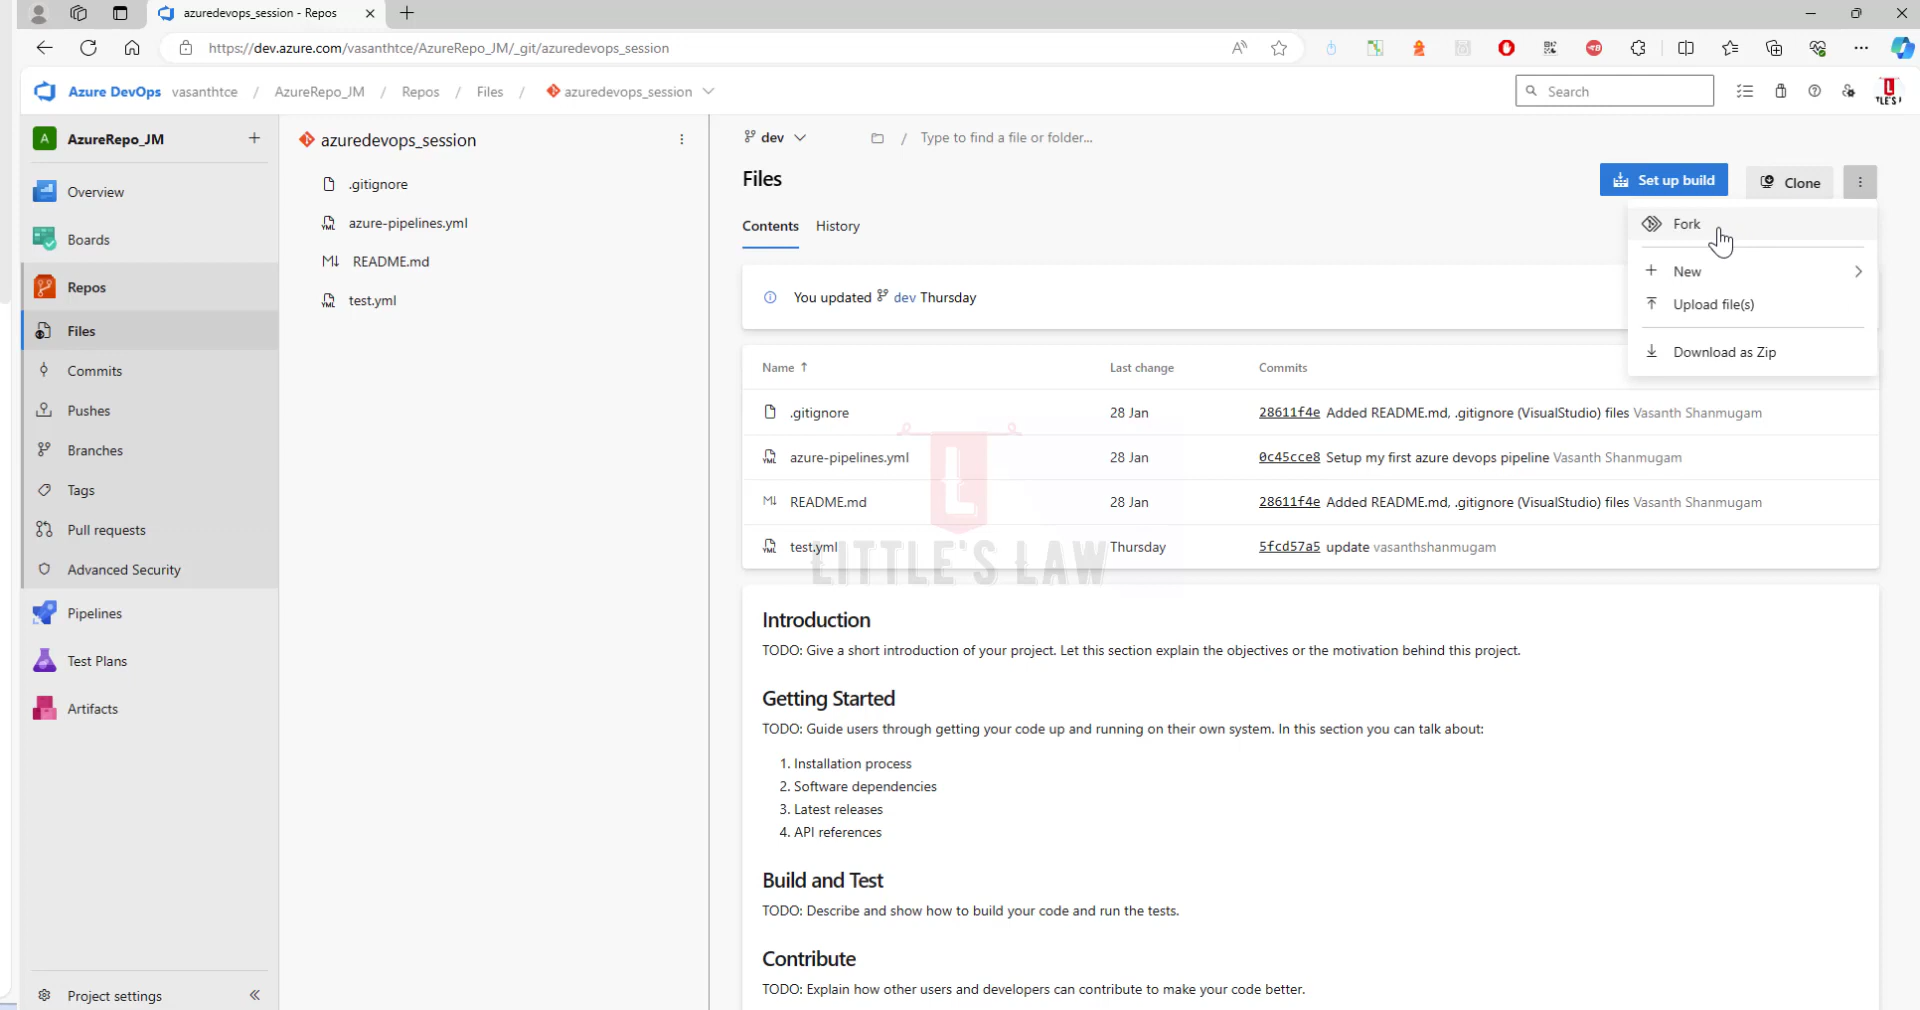 azuredevops_session - Repos
https://dev.azure.com/vasanthtce/AzureRepo_JM/_git/azuredevops_session
Azure DevOps vasanthtce / AzureRepo_JM / Repos / Files / azuredevops_session
Search
A AzureRepo_JM
Overview
Boards
Repos
Files
Commits
Pushes
Branches
Tags
Pull requests
Advanced Security
Pipelines
Test Plans
Artifacts
Project settings
azuredevops_session
.gitignore
YML azure-pipelines.yml
M↓ README.md
YML test.yml
dev / Type to find a file or folder...
Files
Set up build
Clone
Fork
New
Upload file(s)
Download as Zip
Contents History
You updated dev Thursday
Name ↑ Last change Commits
.gitignore 28 Jan 28611f4e Added README.md, .gitignore (VisualStudio) files Vasanth Shanmugam
YML azure-pipelines.yml 28 Jan 0c45cce8 Setup my first azure devops pipeline Vasanth Shanmugam
M↓ README.md 28 Jan 28611f4e Added README.md, .gitignore (VisualStudio) files Vasanth Shanmugam
YML test.yml Thursday 5fcd57a5 update vasanthshanmugam
L
LITTLE'S LAW
Introduction
TODO: Give a short introduction of your project. Let this section explain the objectives or the motivation behind this project.
Getting Started
TODO: Guide users through getting your code up and running on their own system. In this section you can talk about:
1. Installation process
2. Software dependencies
3. Latest releases
4. API references
Build and Test
TODO: Describe and show how to build your code and run the tests.
Contribute
TODO: Explain how other users and developers can contribute to make your code better.